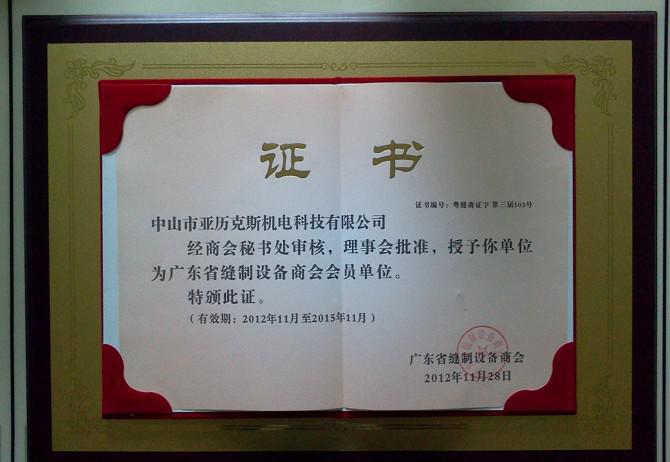 证书
证书编号：粤缝商证字 第三届103号
中山市亚历克斯机电科技有限公司
经商会秘书处审核，理事会批准，授予你单位
为广东省缝制设备商会会员单位。
特颁此证。
（有效期：2012年11月至2015年11月）
广东省缝制设备商会
2012年11月28日